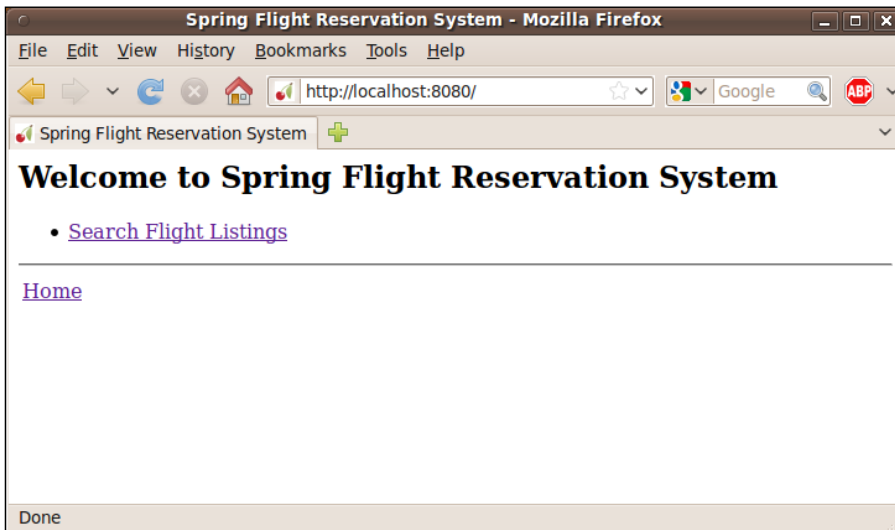 Spring Flight Reservation System - Mozilla Firefox
File Edit View History Bookmarks Tools Help
http://localhost:8080/ Google ABP
Spring Flight Reservation System
Welcome to Spring Flight Reservation System
• Search Flight Listings
Home
Done